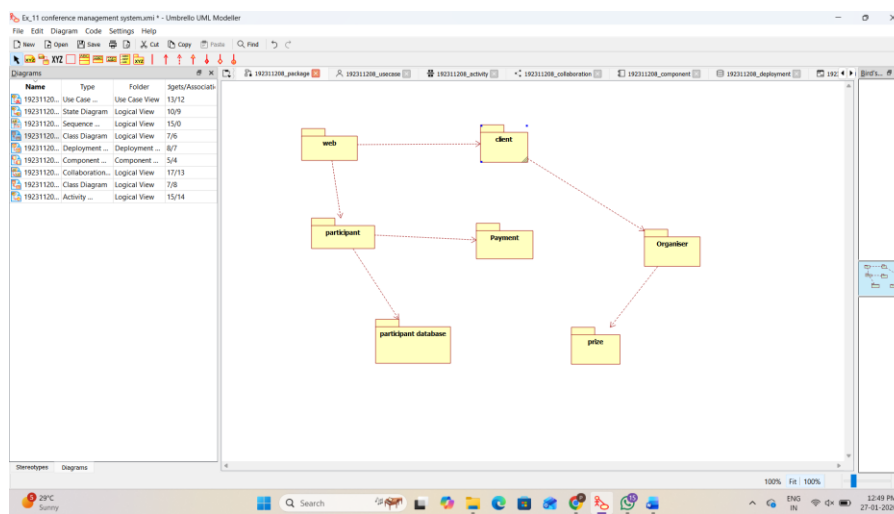 Ex_11 conference management system.xmi * - Umbrello UML Modeller
File Edit Diagram Code Settings Help
New Open Save Cut Copy Paste Find
XYZ
Diagrams
192311208_package 192311208_usecase 192311208_activity 192311208_collaboration 192311208_component 192311208_deployment 192: Bird's...
Name Type Folder dgets/Associati
19231120... Use Case ... Use Case View 13/12
19231120... State Diagram Logical View 10/9
19231120... Sequence ... Logical View 15/0
19231120... Class Diagram Logical View 7/6
19231120... Deployment ... Deployment ... 8/7
19231120... Component ... Component ... 5/4
19231120... Collaboration... Logical View 17/13
19231120... Class Diagram Logical View 7/8
19231120... Activity ... Logical View 15/14
web
client
participant
Payment
Organiser
participant database
prize
Stereotypes Diagrams
100% Fit 100%
29°C
Sunny
Search
ENG
IN
12:49 PM
27-01-202